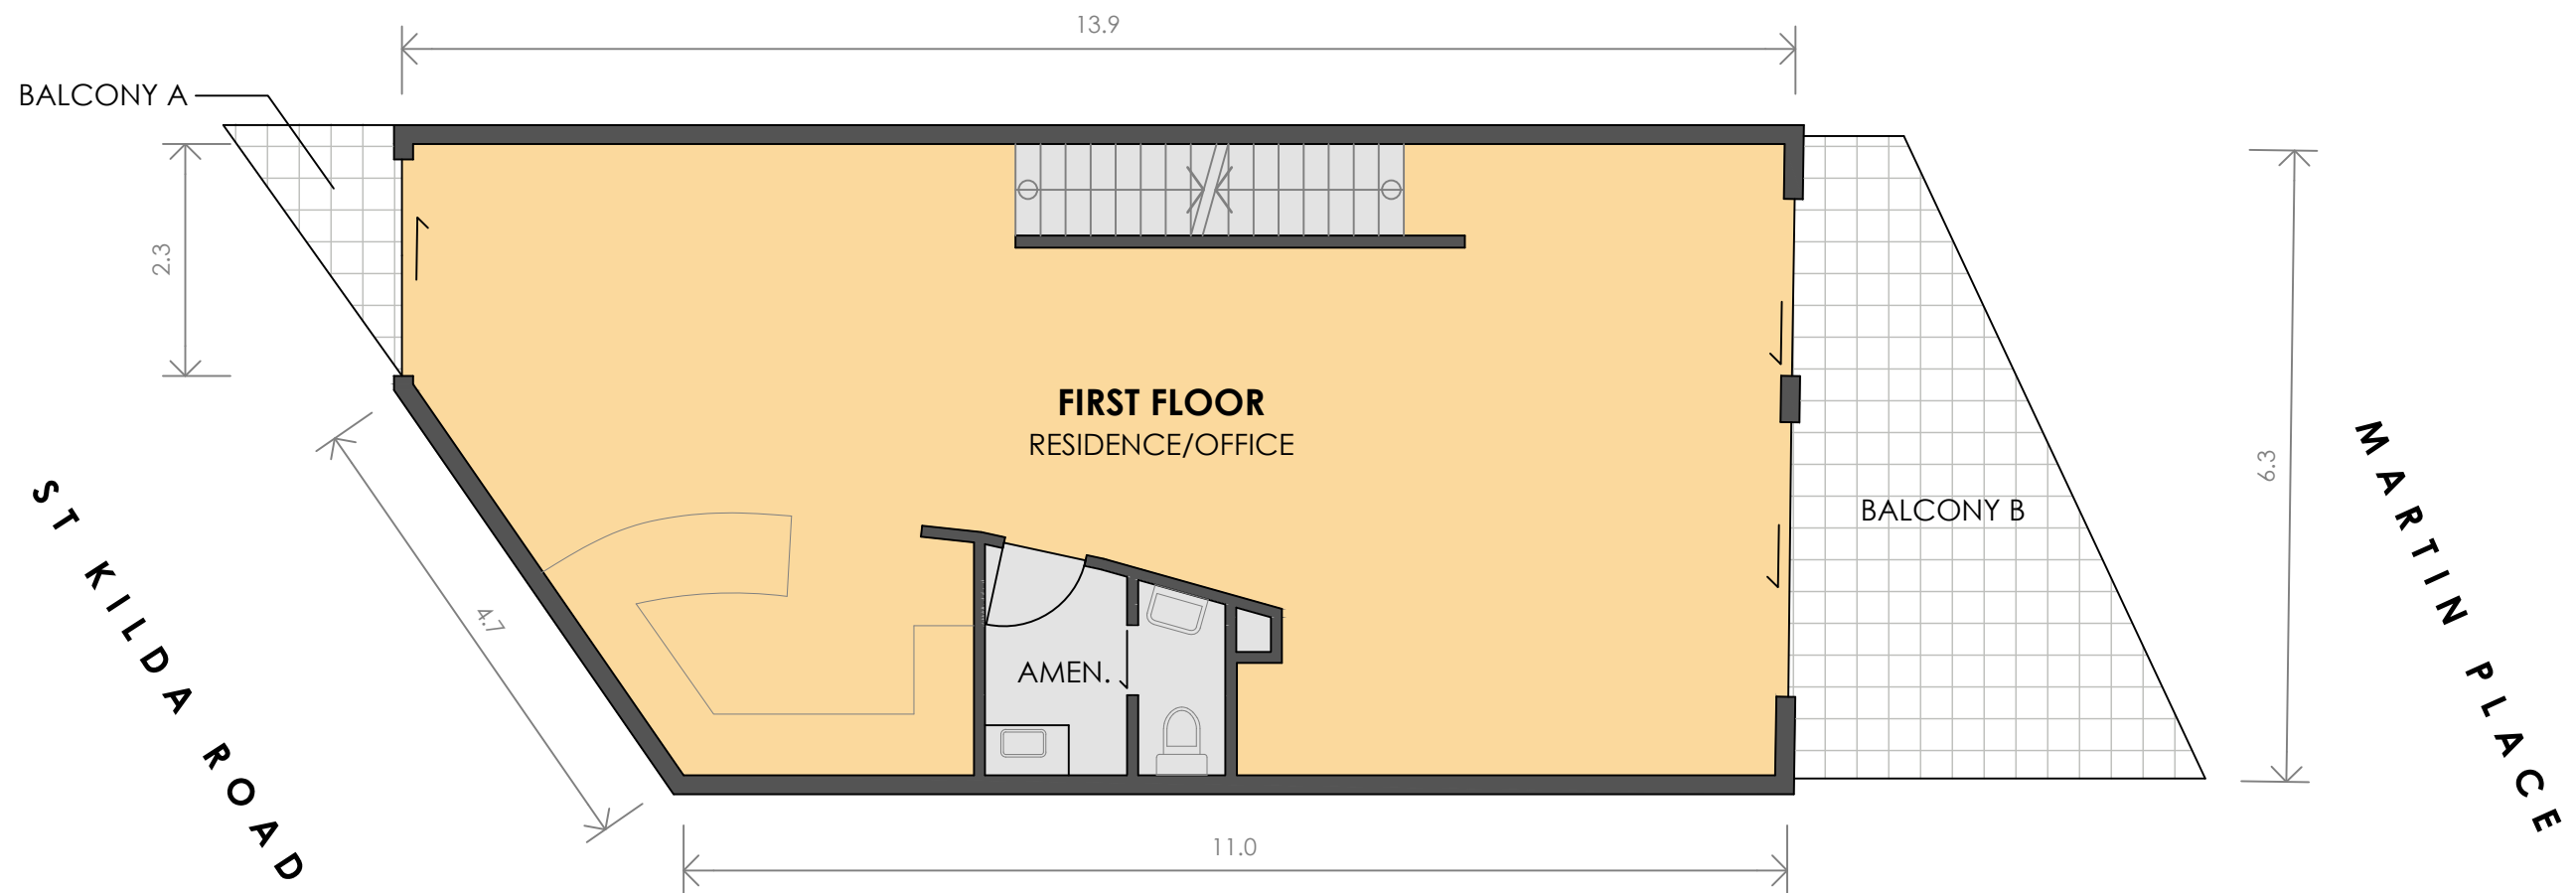 13.9
BALCONY A
2.3
FIRST FLOOR
RESIDENCE/OFFICE
6.3
BALCONY B
ST KILDA ROAD
MARTIN PLACE
4.7
AMEN.
11.0